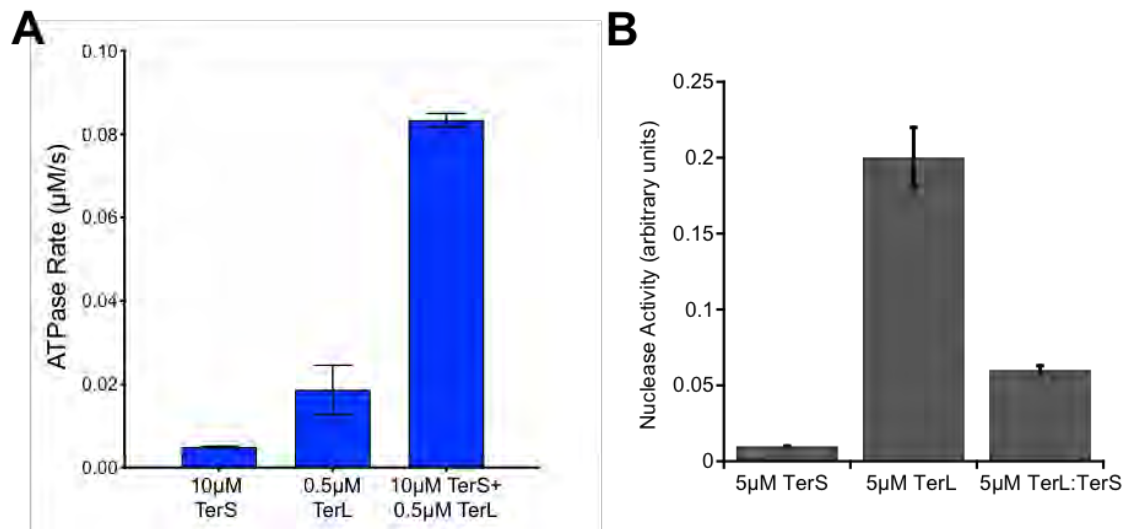 A
ATPase Rate (µM/s)
0.10
0.08
0.06
0.04
0.02
0.00
10µM
TerS
0.5µM
TerL
10µM TerS+
0.5µM TerL
B
Nuclease Activity (arbitrary units)
0.25
0.2
0.15
0.1
0.05
0
5µM TerS
5µM TerL
5µM TerL:TerS